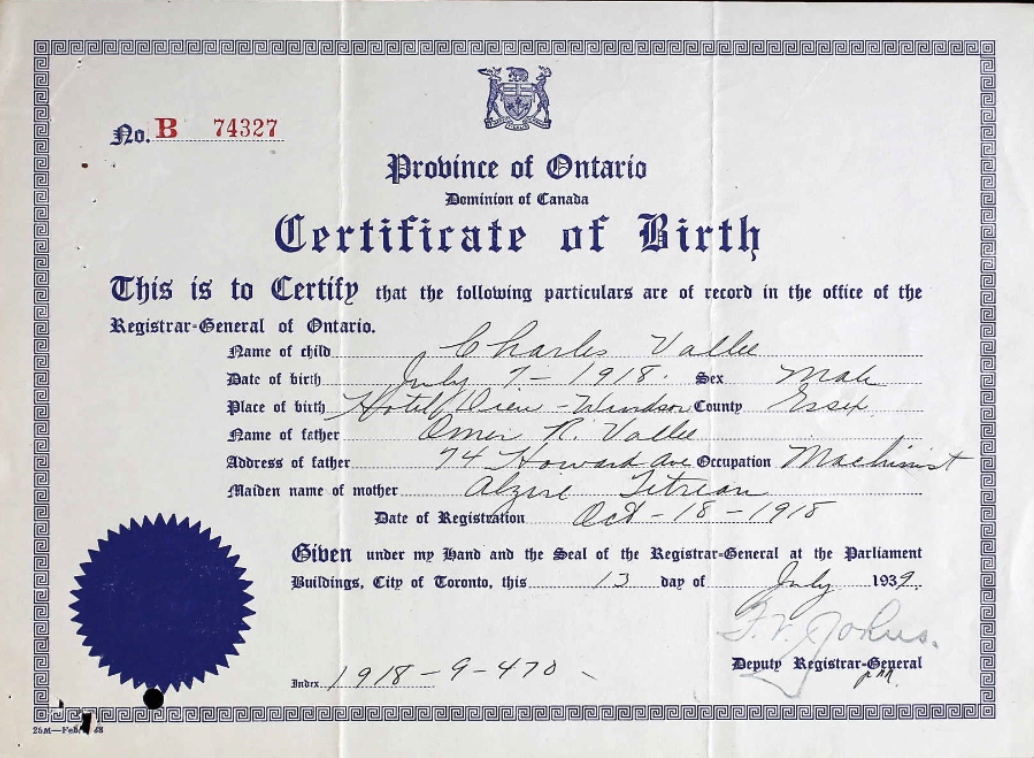 No. B 74327
Province of Ontario
Dominion of Canada
Certificate of Birth
This is to Certify that the following particulars are of record in the office of the
Registrar-General of Ontario.
Name of child Charles Vallee
Date of birth July 7 - 1918. Sex Male
Place of birth Hotel Dieu - Windsor County Essex
Name of father Omer R. Vallee
Address of father 74 Howard Ave Occupation Machinist
Maiden name of mother Alzire Titreau
Date of Registration Oct - 18 - 1918
Given under my Hand and the Seal of the Registrar-General at the Parliament
Buildings, City of Toronto, this 13 day of July 1939.
F. V. Johns.
Deputy Registrar-General
Index 1918-9-470 -
25M—Feb.